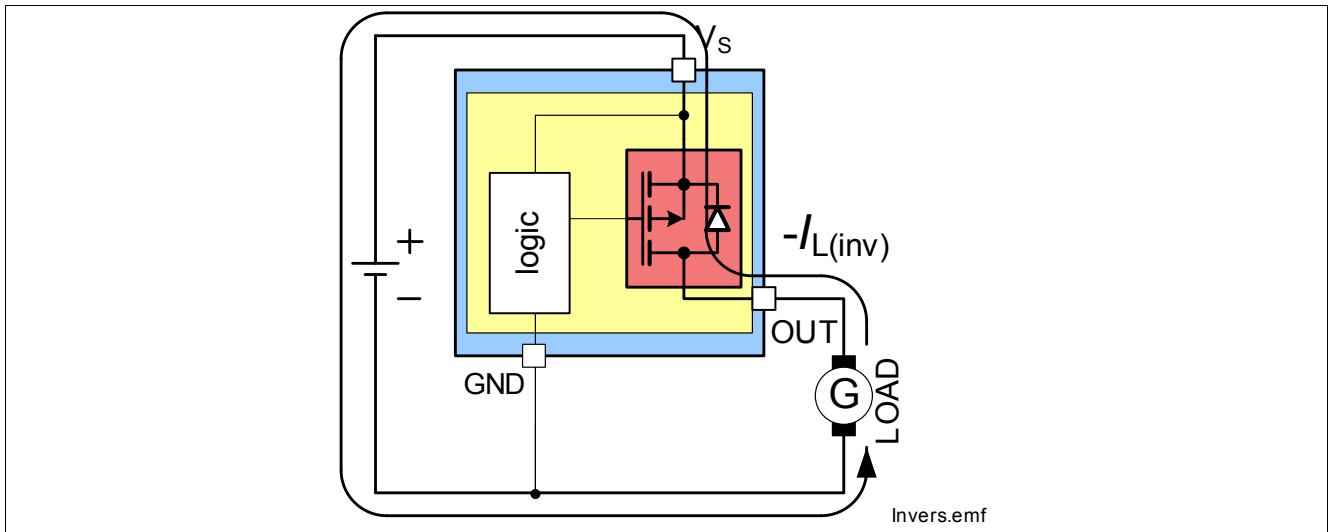 VS
logic
+
−
-IL(inv)
OUT
GND
G
LOAD
Invers.emf